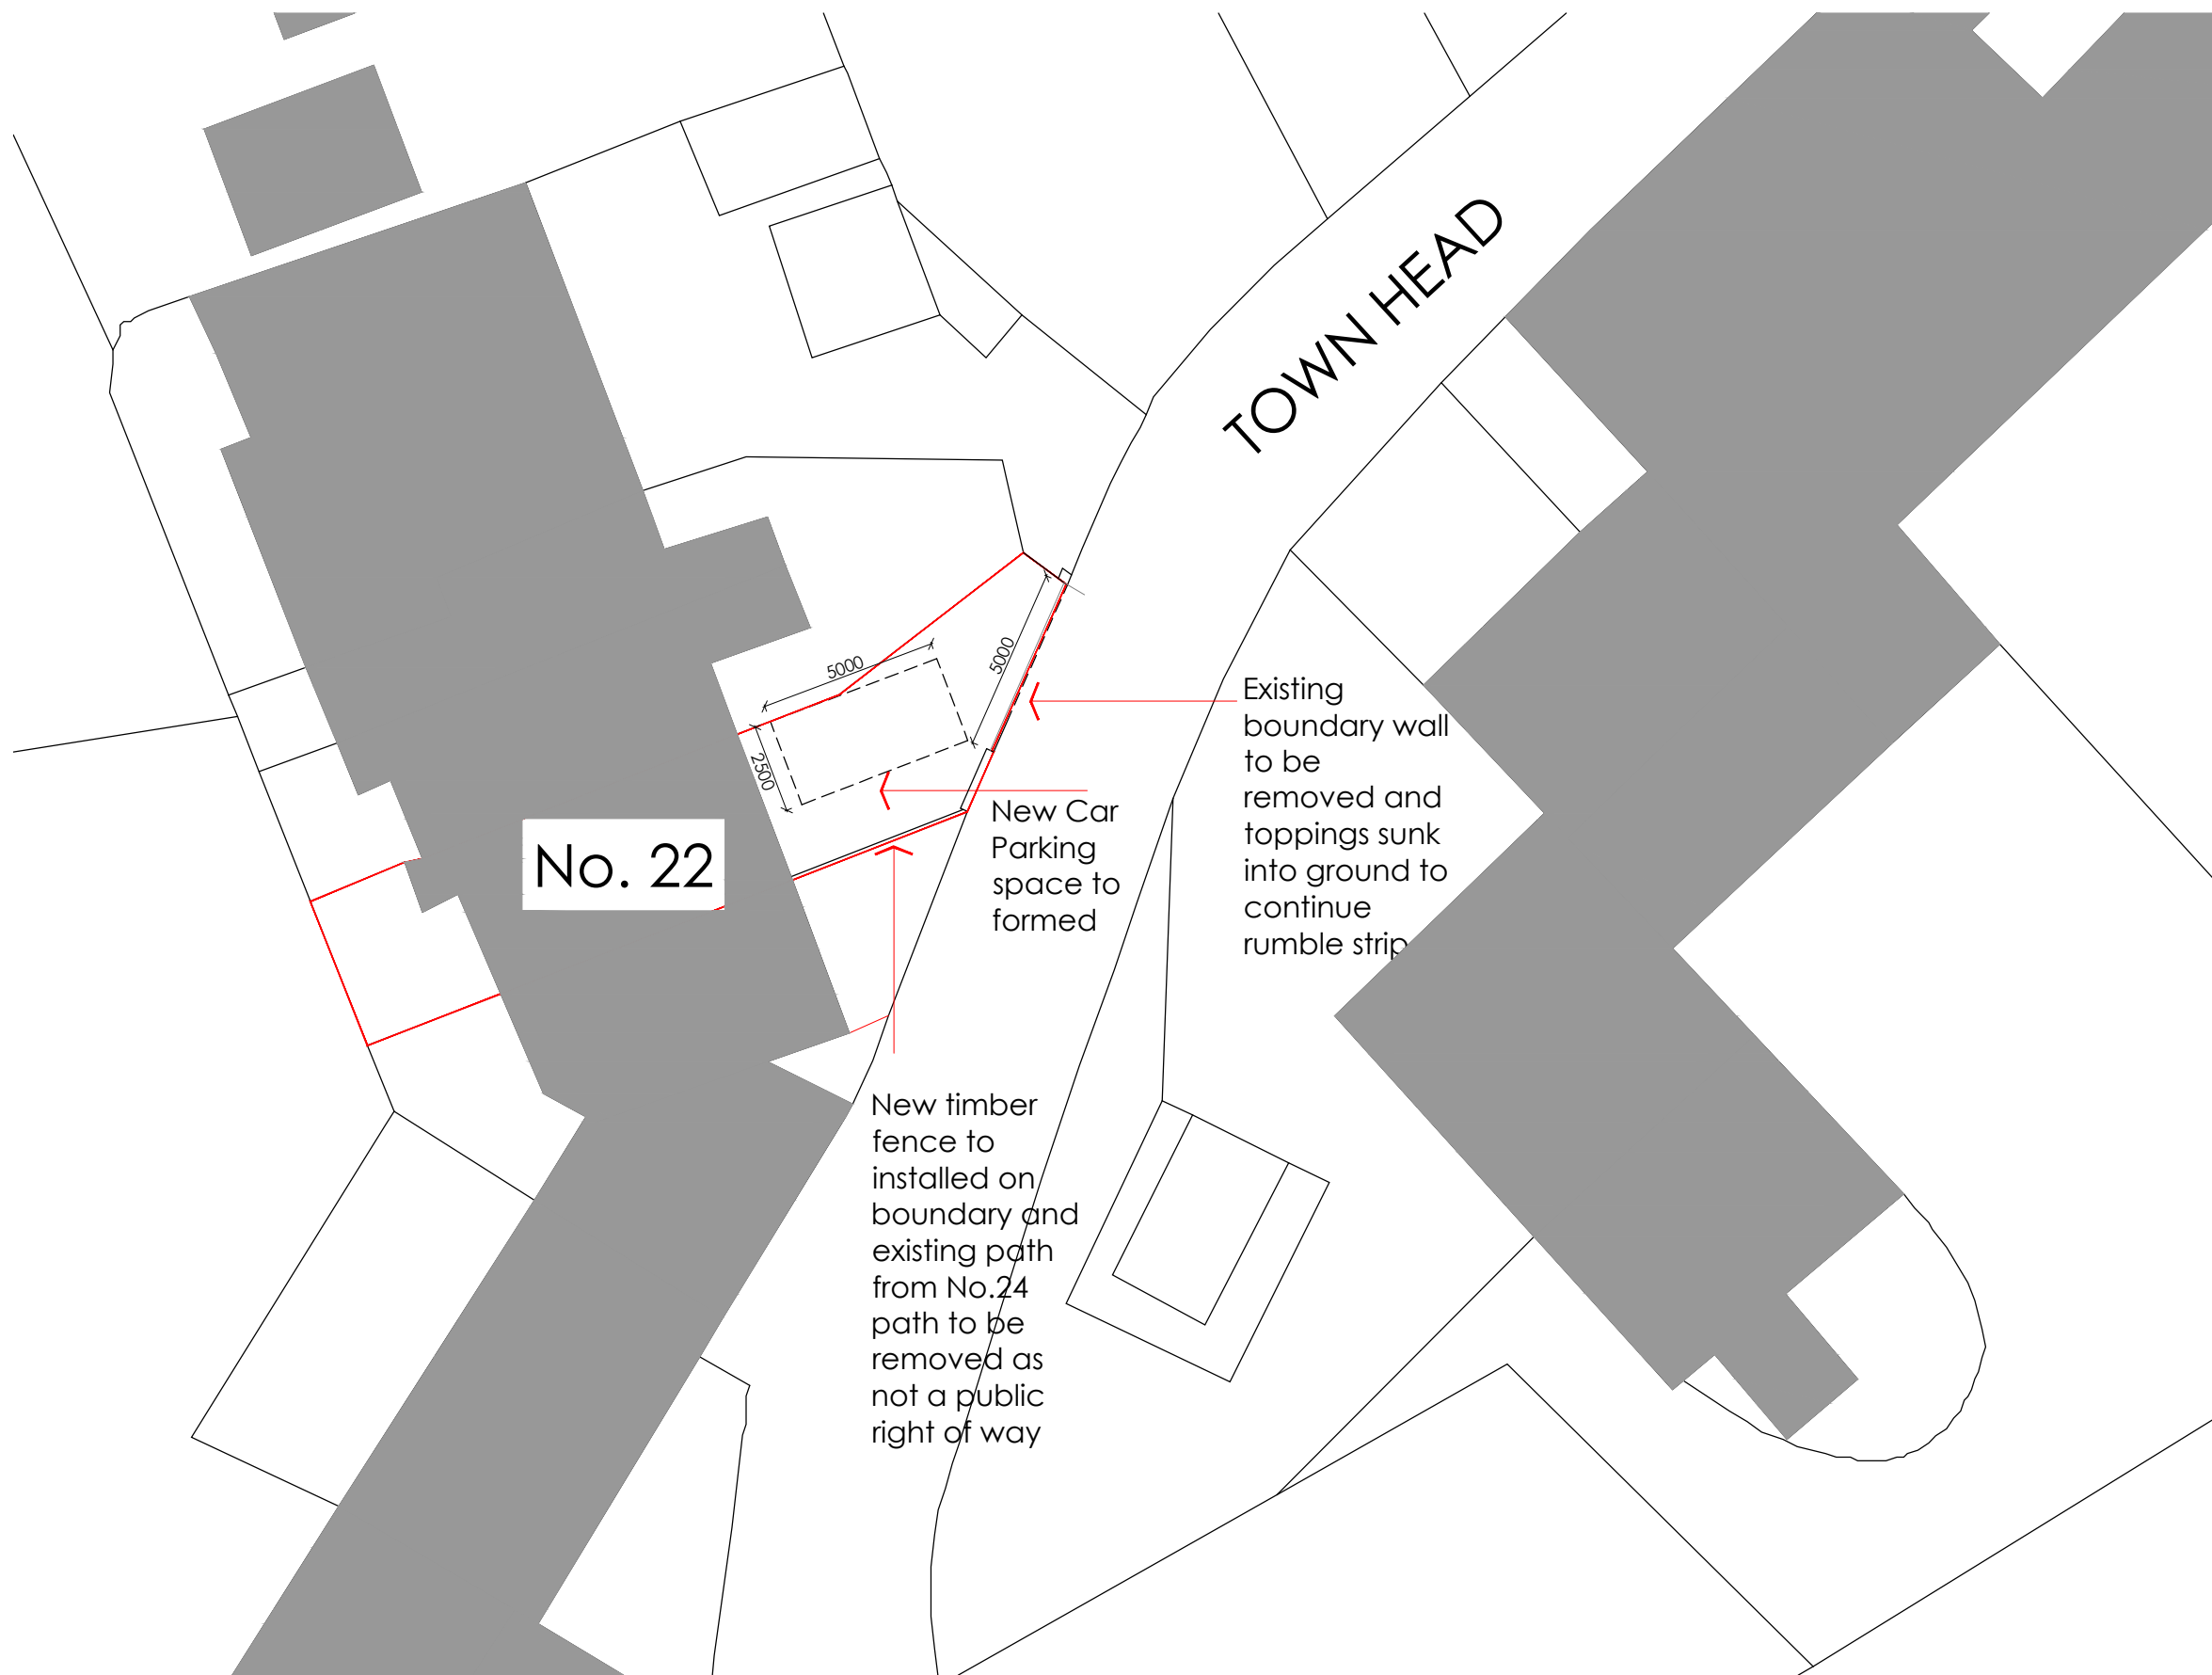 TOWN HEAD
5000
5000
2500
Existing
boundary wall
to be
removed and
toppings sunk
into ground to
continue
rumble strip
New Car
Parking
space to
formed
No. 22
New timber
fence to
installed on
boundary and
existing path
from No.24
path to be
removed as
not a public
right of way